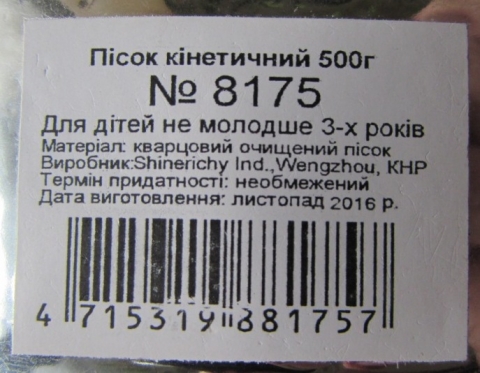 Пісок кінетичний 500г
№ 8175
Для дітей не молодше 3-х років
Матеріал: кварцовий очищений пісок
Виробник:Shinerichy Ind.,Wengzhou, КНР
Термін придатності: необмежений
Дата виготовлення: листопад 2016 р.
4 715319 881757